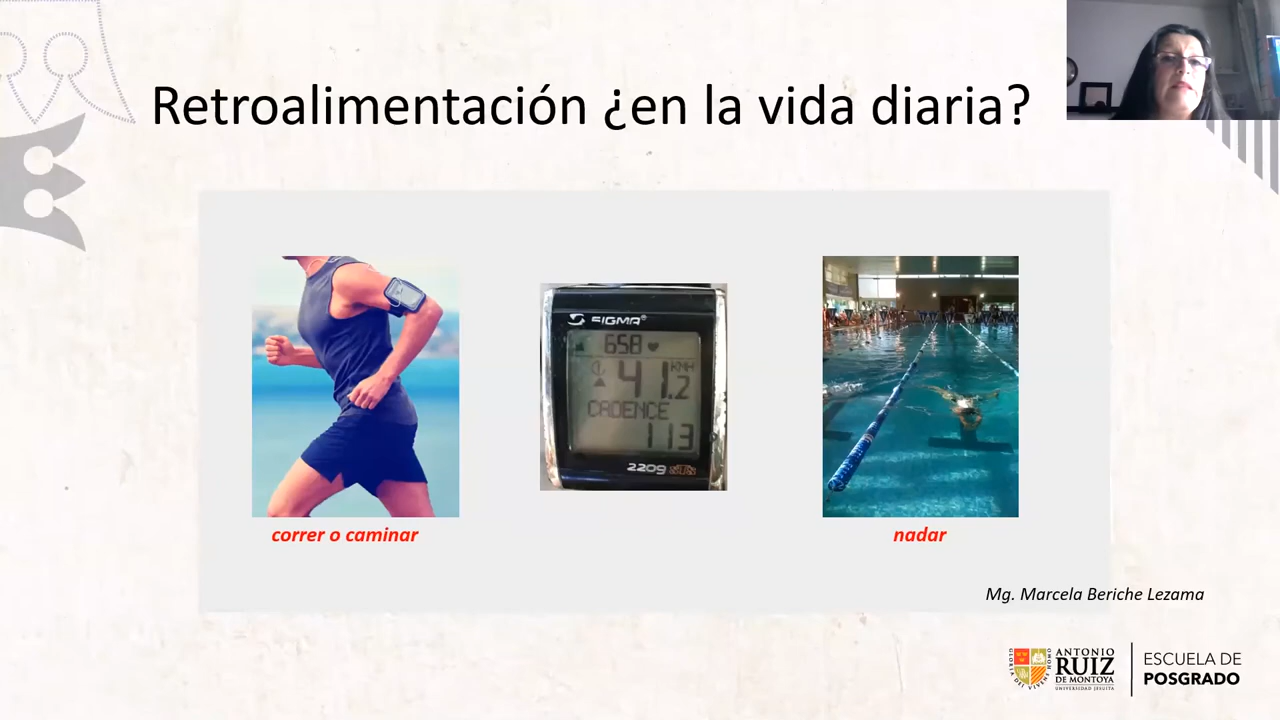 Retroalimentación ¿en la vida diaria?
SIGMA
658
KMH
41.2
CADENCE
113
2209
correr o caminar
nadar
Mg. Marcela Beriche Lezama
ANTONIO
RUIZ
DE MONTOYA
UNIVERSIDAD JESUITA
ESCUELA DE
POSGRADO